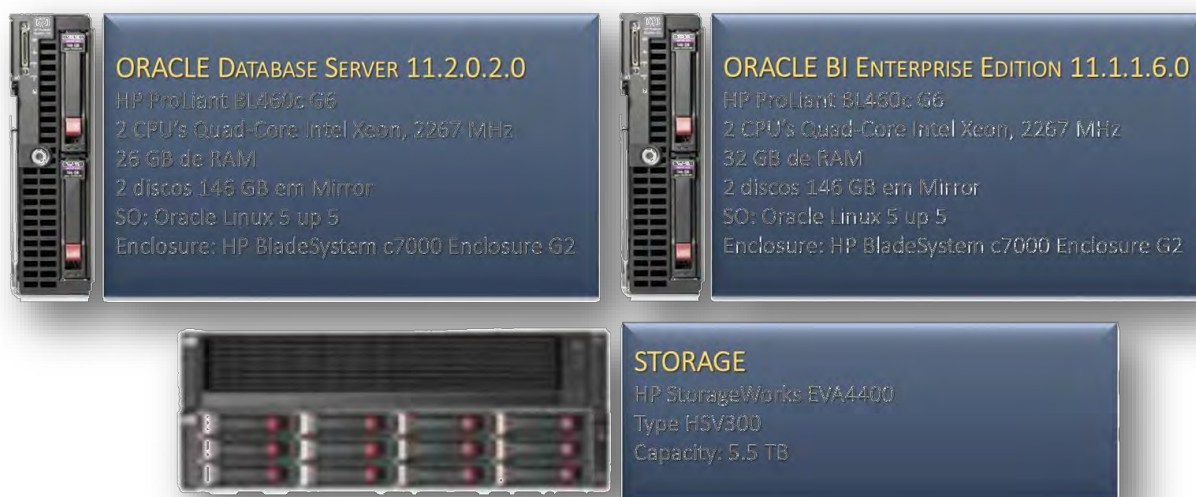 ORACLE DATABASE SERVER 11.2.0.2.0
HP ProLiant BL460c G6
2 CPU's Quad-Core Intel Xeon, 2267 MHz
26 GB de RAM
2 discos 146 GB em Mirror
SO: Oracle Linux 5 up 5
Enclosure: HP BladeSystem c7000 Enclosure G2
ORACLE BI ENTERPRISE EDITION 11.1.1.6.0
HP ProLiant BL460c G6
2 CPU's Quad-Core Intel Xeon, 2267 MHz
32 GB de RAM
2 discos 146 GB em Mirror
SO: Oracle Linux 5 up 5
Enclosure: HP BladeSystem c7000 Enclosure G2
STORAGE
HP StorageWorks EVA4400
Type HSV300
Capacity: 5.5 TB